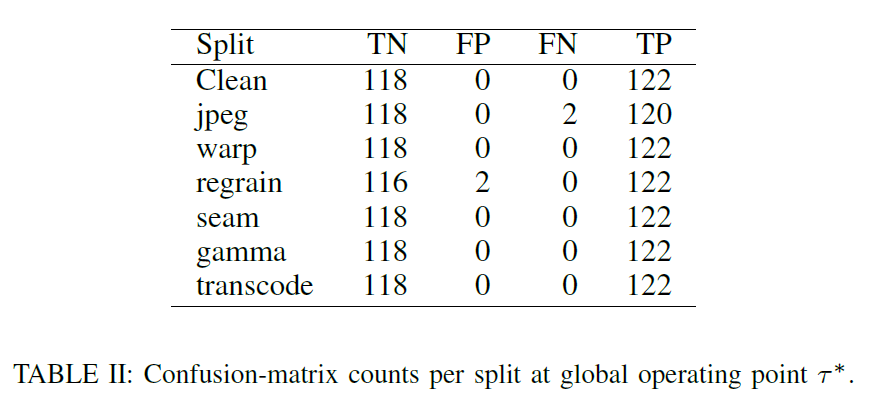 Split TN FP FN TP
Clean 118 0 0 122
jpeg 118 0 2 120
warp 118 0 0 122
regrain 116 2 0 122
seam 118 0 0 122
gamma 118 0 0 122
transcode 118 0 0 122
TABLE II: Confusion-matrix counts per split at global operating point τ*.